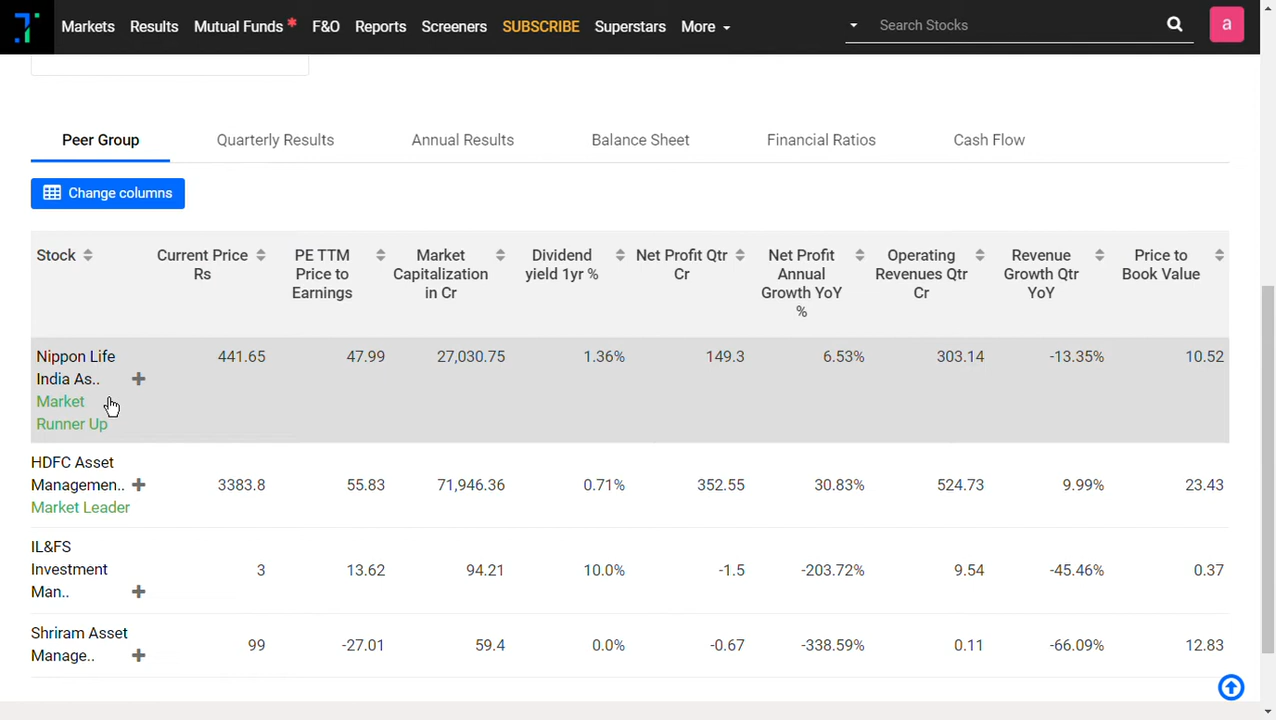 Markets Results Mutual Funds * F&O Reports Screeners SUBSCRIBE Superstars More Search Stocks a
Peer Group Quarterly Results Annual Results Balance Sheet Financial Ratios Cash Flow
Change columns
Stock Current Price PE TTM Market Dividend Net Profit Qtr Net Profit Operating Revenue Price to
Rs Price to Capitalization yield 1yr % Cr Annual Revenues Qtr Growth Qtr Book Value
Earnings in Cr Growth YoY Cr YoY
%
Nippon Life 441.65 47.99 27,030.75 1.36% 149.3 6.53% 303.14 -13.35% 10.52
India As..
Market
Runner Up
HDFC Asset
Managemen.. 3383.8 55.83 71,946.36 0.71% 352.55 30.83% 524.73 9.99% 23.43
Market Leader
IL&FS
Investment 3 13.62 94.21 10.0% -1.5 -203.72% 9.54 -45.46% 0.37
Man..
Shriram Asset 99 -27.01 59.4 0.0% -0.67 -338.59% 0.11 -66.09% 12.83
Manage..